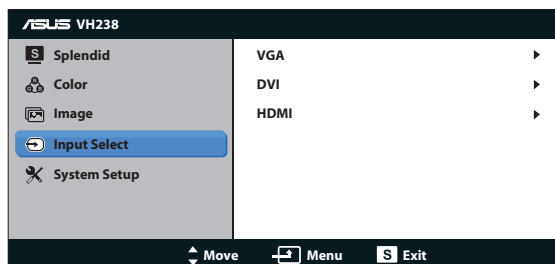 ASUS VH238
S Splendid
Color
Image
Input Select
System Setup
VGA
DVI
HDMI
Move Menu S Exit